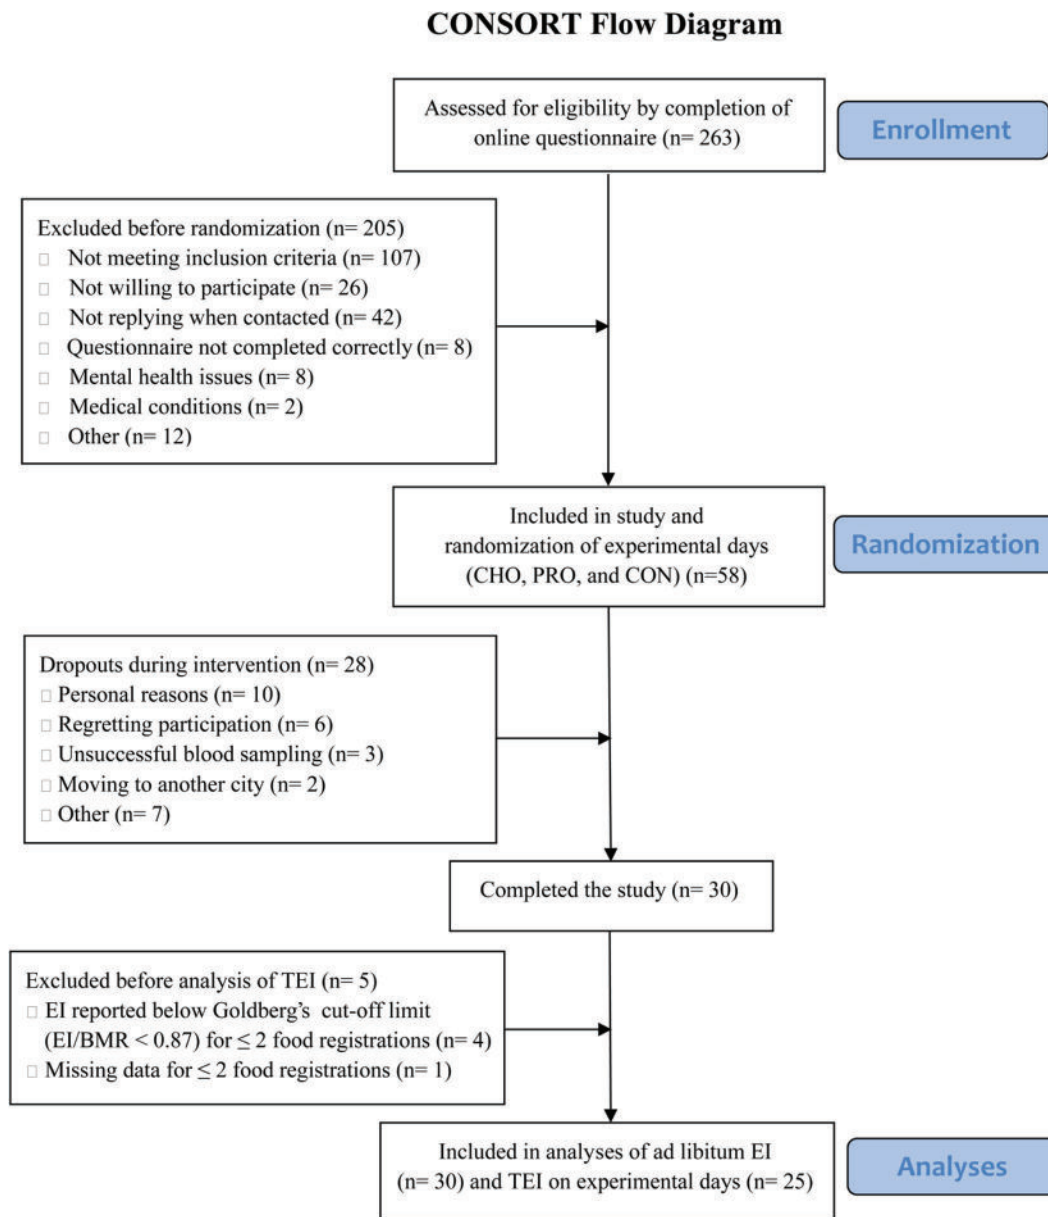 CONSORT Flow Diagram
Assessed for eligibility by completion of
online questionnaire (n= 263)
Enrollment
Excluded before randomization (n= 205)
□ Not meeting inclusion criteria (n= 107)
□ Not willing to participate (n= 26)
□ Not replying when contacted (n= 42)
□ Questionnaire not completed correctly (n= 8)
□ Mental health issues (n= 8)
□ Medical conditions (n= 2)
□ Other (n= 12)
Included in study and
randomization of experimental days
(CHO, PRO, and CON) (n=58)
Randomization
Dropouts during intervention (n= 28)
□ Personal reasons (n= 10)
□ Regretting participation (n= 6)
□ Unsuccessful blood sampling (n= 3)
□ Moving to another city (n= 2)
□ Other (n= 7)
Completed the study (n= 30)
Excluded before analysis of TEI (n= 5)
□ EI reported below Goldberg's cut-off limit
(EI/BMR < 0.87) for ≤ 2 food registrations (n= 4)
□ Missing data for ≤ 2 food registrations (n= 1)
Included in analyses of ad libitum EI
(n= 30) and TEI on experimental days (n= 25)
Analyses